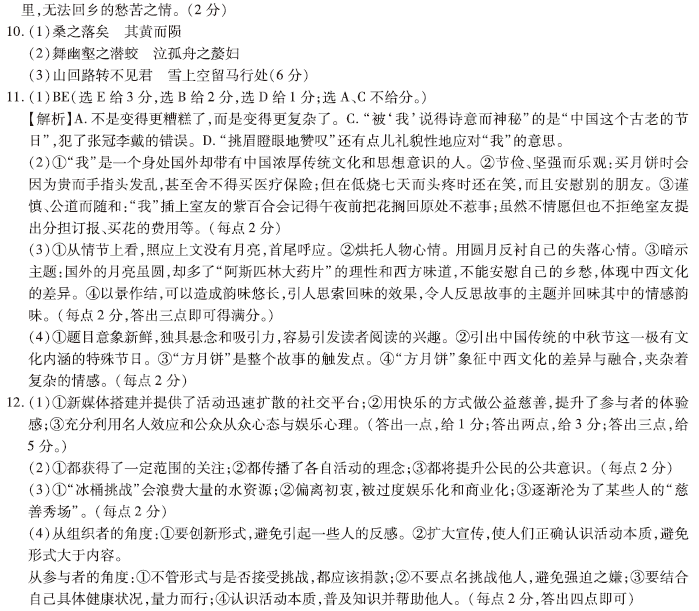 里,无法回乡的愁苦之情。(2 分)
10. (1)桑之落矣　其黄而陨
(2)舞幽壑之潜蛟　泣孤舟之嫠妇
(3)山回路转不见君　雪上空留马行处(6 分)
11. (1)BE(选 E 给 3 分,选 B 给 2 分,选 D 给 1 分;选 A、C 不给分。)
【解析】A. 不是变得更糟糕了,而是变得更复杂了。C. “被‘我’说得诗意而神秘”的是“中国这个古老的节
日”,犯了张冠李戴的错误。D. “挑眉瞪眼地赞叹”还有点儿礼貌性地应对“我”的意思。
(2)①“我”是一个身处国外却带有中国浓厚传统文化和思想意识的人。②节俭、坚强而乐观:买月饼时会
因为贵而手指头发乱,甚至舍不得买医疗保险;但在低烧七天而头疼时还在笑,而且安慰别的朋友。③谨
慎、公道而随和:“我”插上室友的紫百合会记得午夜前把花搁回原处不惹事;虽然不情愿但也不拒绝室友提
出分担订报、买花的费用等。(每点 2 分)
(3)①从情节上看,照应上文没有月亮,首尾呼应。②烘托人物心情。用圆月反衬自己的失落心情。③暗示
主题:国外的月亮虽圆,却多了“阿斯匹林大药片”的理性和西方味道,不能安慰自己的乡愁,体现中西文化
的差异。④以景作结,可以造成韵味悠长,引人思索回味的效果,令人反思故事的主题并回味其中的情感韵
味。(每点 2 分,答出三点即可得满分。)
(4)①题目意象新鲜,独具悬念和吸引力,容易引发读者阅读的兴趣。②引出中国传统的中秋节这一极有文
化内涵的特殊节日。③“方月饼”是整个故事的触发点。④“方月饼”象征中西文化的差异与融合,夹杂着
复杂的情感。(每点 2 分)
12. (1)①新媒体搭建并提供了活动迅速扩散的社交平台;②用快乐的方式做公益慈善,提升了参与者的体验
感;③充分利用名人效应和公众从众心态与娱乐心理。(答出一点,给 1 分;答出两点,给 3 分;答出三点,给
5 分。)
(2)①都获得了一定范围的关注;②都传播了各自活动的理念;③都将提升公民的公共意识。(每点 2 分)
(3)①“冰桶挑战”会浪费大量的水资源;②偏离初衷,被过度娱乐化和商业化;③逐渐沦为了某些人的“慈
善秀场”。(每点 2 分)
(4)从组织者的角度:①要创新形式,避免引起一些人的反感。②扩大宣传,使人们正确认识活动本质,避免
形式大于内容。
从参与者的角度:①不管形式与是否接受挑战,都应该捐款;②不要点名挑战他人,避免强迫之嫌;③要结合
自己具体健康状况,量力而行;④认识活动本质,普及知识并帮助他人。(每点 2 分,答出四点即可)